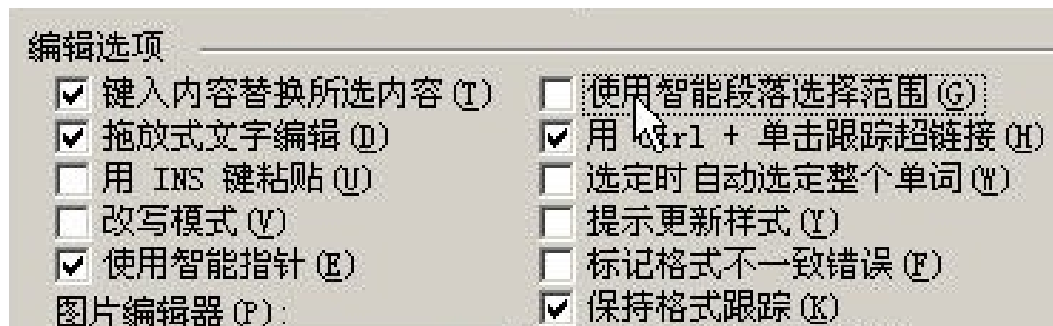 编辑选项
键入内容替换所选内容(T)
使用智能段落选择范围(G)
拖放式文字编辑(D)
用 Ctrl + 单击跟踪超链接(H)
用 INS 键粘贴(U)
选定时自动选定整个单词(W)
改写模式(V)
提示更新样式(Y)
使用智能指针(E)
标记格式不一致错误(F)
图片编辑器(P):
保持格式跟踪(K)